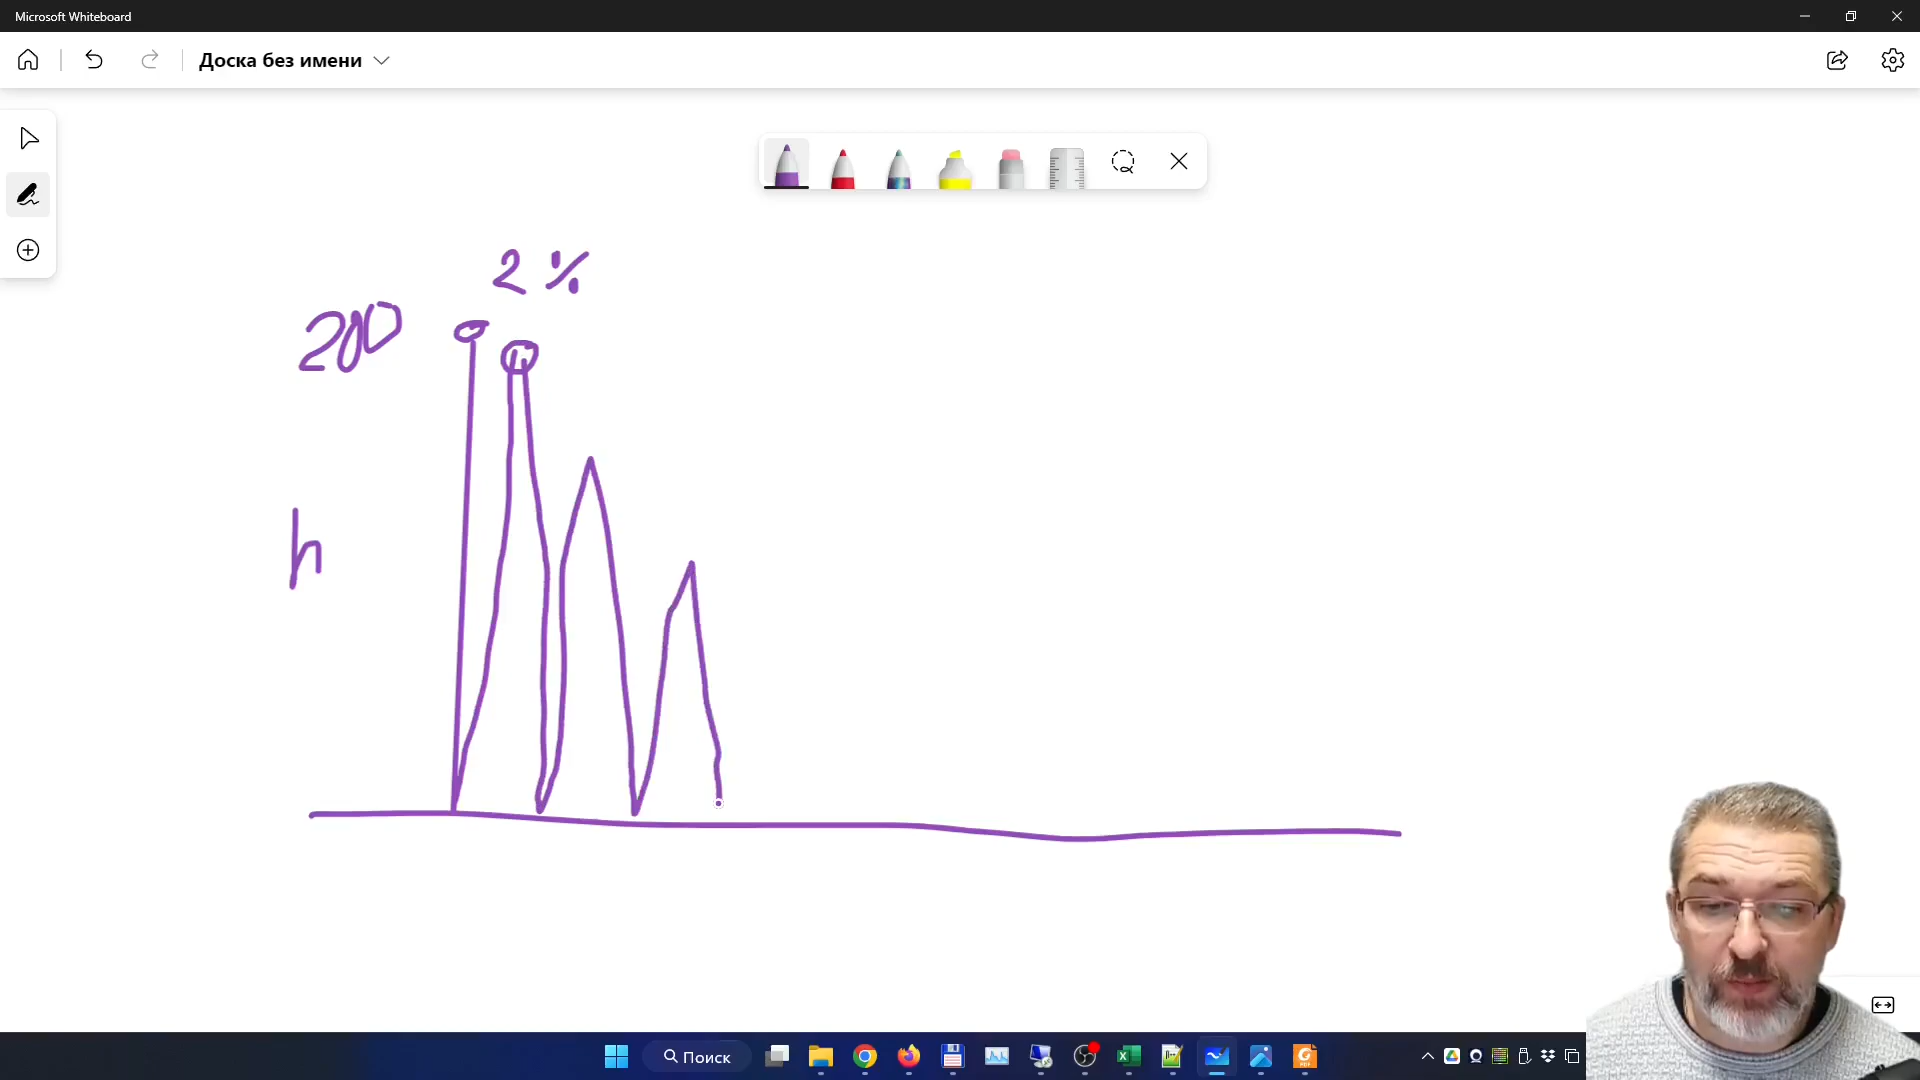 Microsoft Whiteboard
Доска без имени
2 %
200
h
Поиск